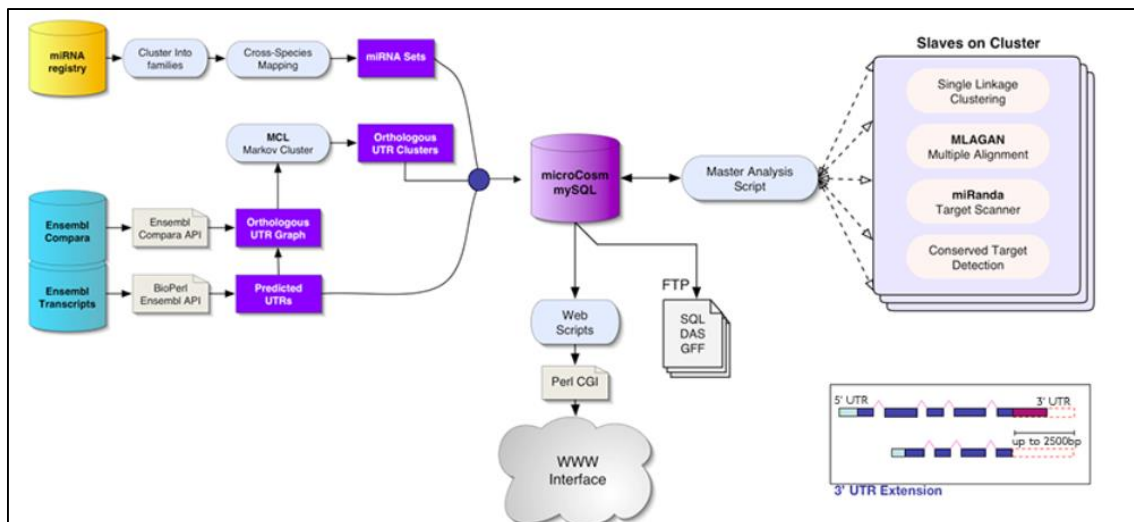 miRNA
registry
Cluster Into
families
Cross-Species
Mapping
miRNA Sets
MCL
Markov Cluster
Orthologous
UTR Clusters
Ensembl
Compara
Ensembl
Compara API
Orthologous
UTR Graph
Ensembl
Transcripts
BioPerl
Ensembl API
Predicted
UTRs
microCosm
mySQL
Master Analysis
Script
Slaves on Cluster
Single Linkage
Clustering
MLAGAN
Multiple Alignment
miRanda
Target Scanner
Conserved Target
Detection
Web
Scripts
Perl CGI
WWW
Interface
FTP
SQL
DAS
GFF
5' UTR
3' UTR
up to 2500bp
3' UTR Extension